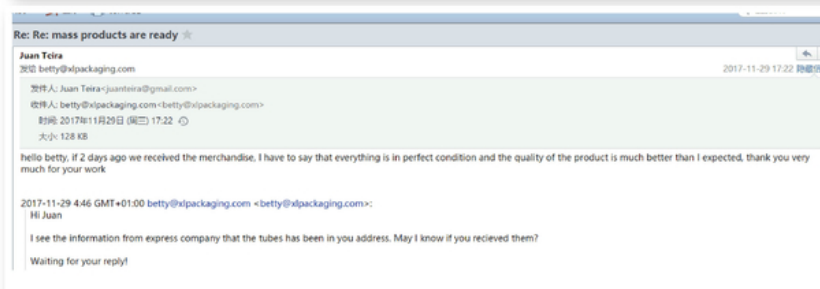 Re: Re: mass products are ready
Juan Teira
发给 betty@xlpackaging.com
2017-11-29 17:22 隐藏信
发件人: Juan Teira<juanteira@gmail.com>
收件人: betty@xlpackaging.com<betty@xlpackaging.com>
时间: 2017年11月29日 (周三) 17:22
大小: 128 KB
hello betty, if 2 days ago we received the merchandise, I have to say that everything is in perfect condition and the quality of the product is much better than I expected, thank you very
much for your work
2017-11-29 4:46 GMT+01:00 betty@xlpackaging.com <betty@xlpackaging.com>:
Hi Juan
I see the information from express company that the tubes has been in you address. May I know if you recieved them?
Waiting for your reply!